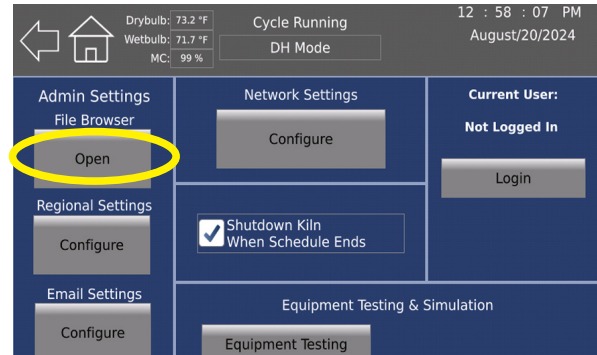 Drybulb: 73.2 °F
Wetbulb: 71.7 °F
MC: 99 %
Cycle Running
DH Mode
12 : 58 : 07 PM
August/20/2024
Admin Settings
File Browser
Open
Regional Settings
Configure
Email Settings
Configure
Network Settings
Configure
Shutdown Kiln
When Schedule Ends
Equipment Testing & Simulation
Equipment Testing
Current User:
Not Logged In
Login